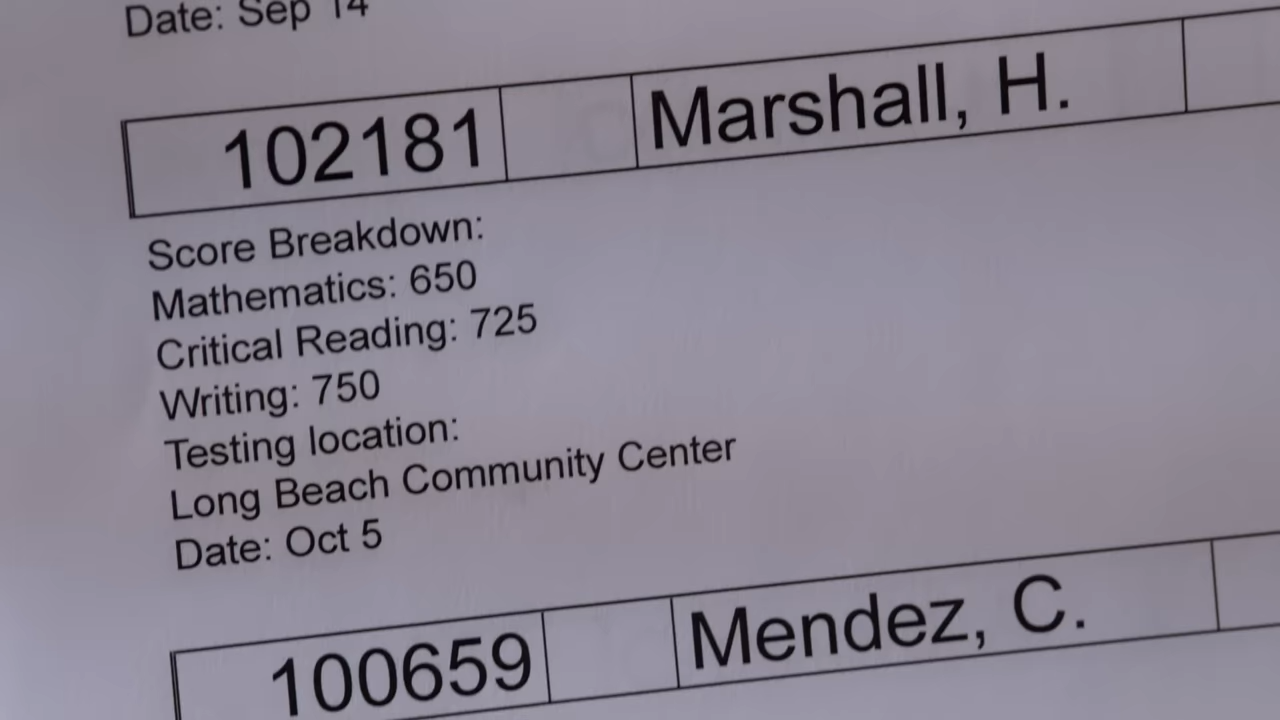 Date: Sep 14
102181 Marshall, H.
Score Breakdown:
Mathematics: 650
Critical Reading: 725
Writing: 750
Testing location:
Long Beach Community Center
Date: Oct 5
100659 Mendez, C.